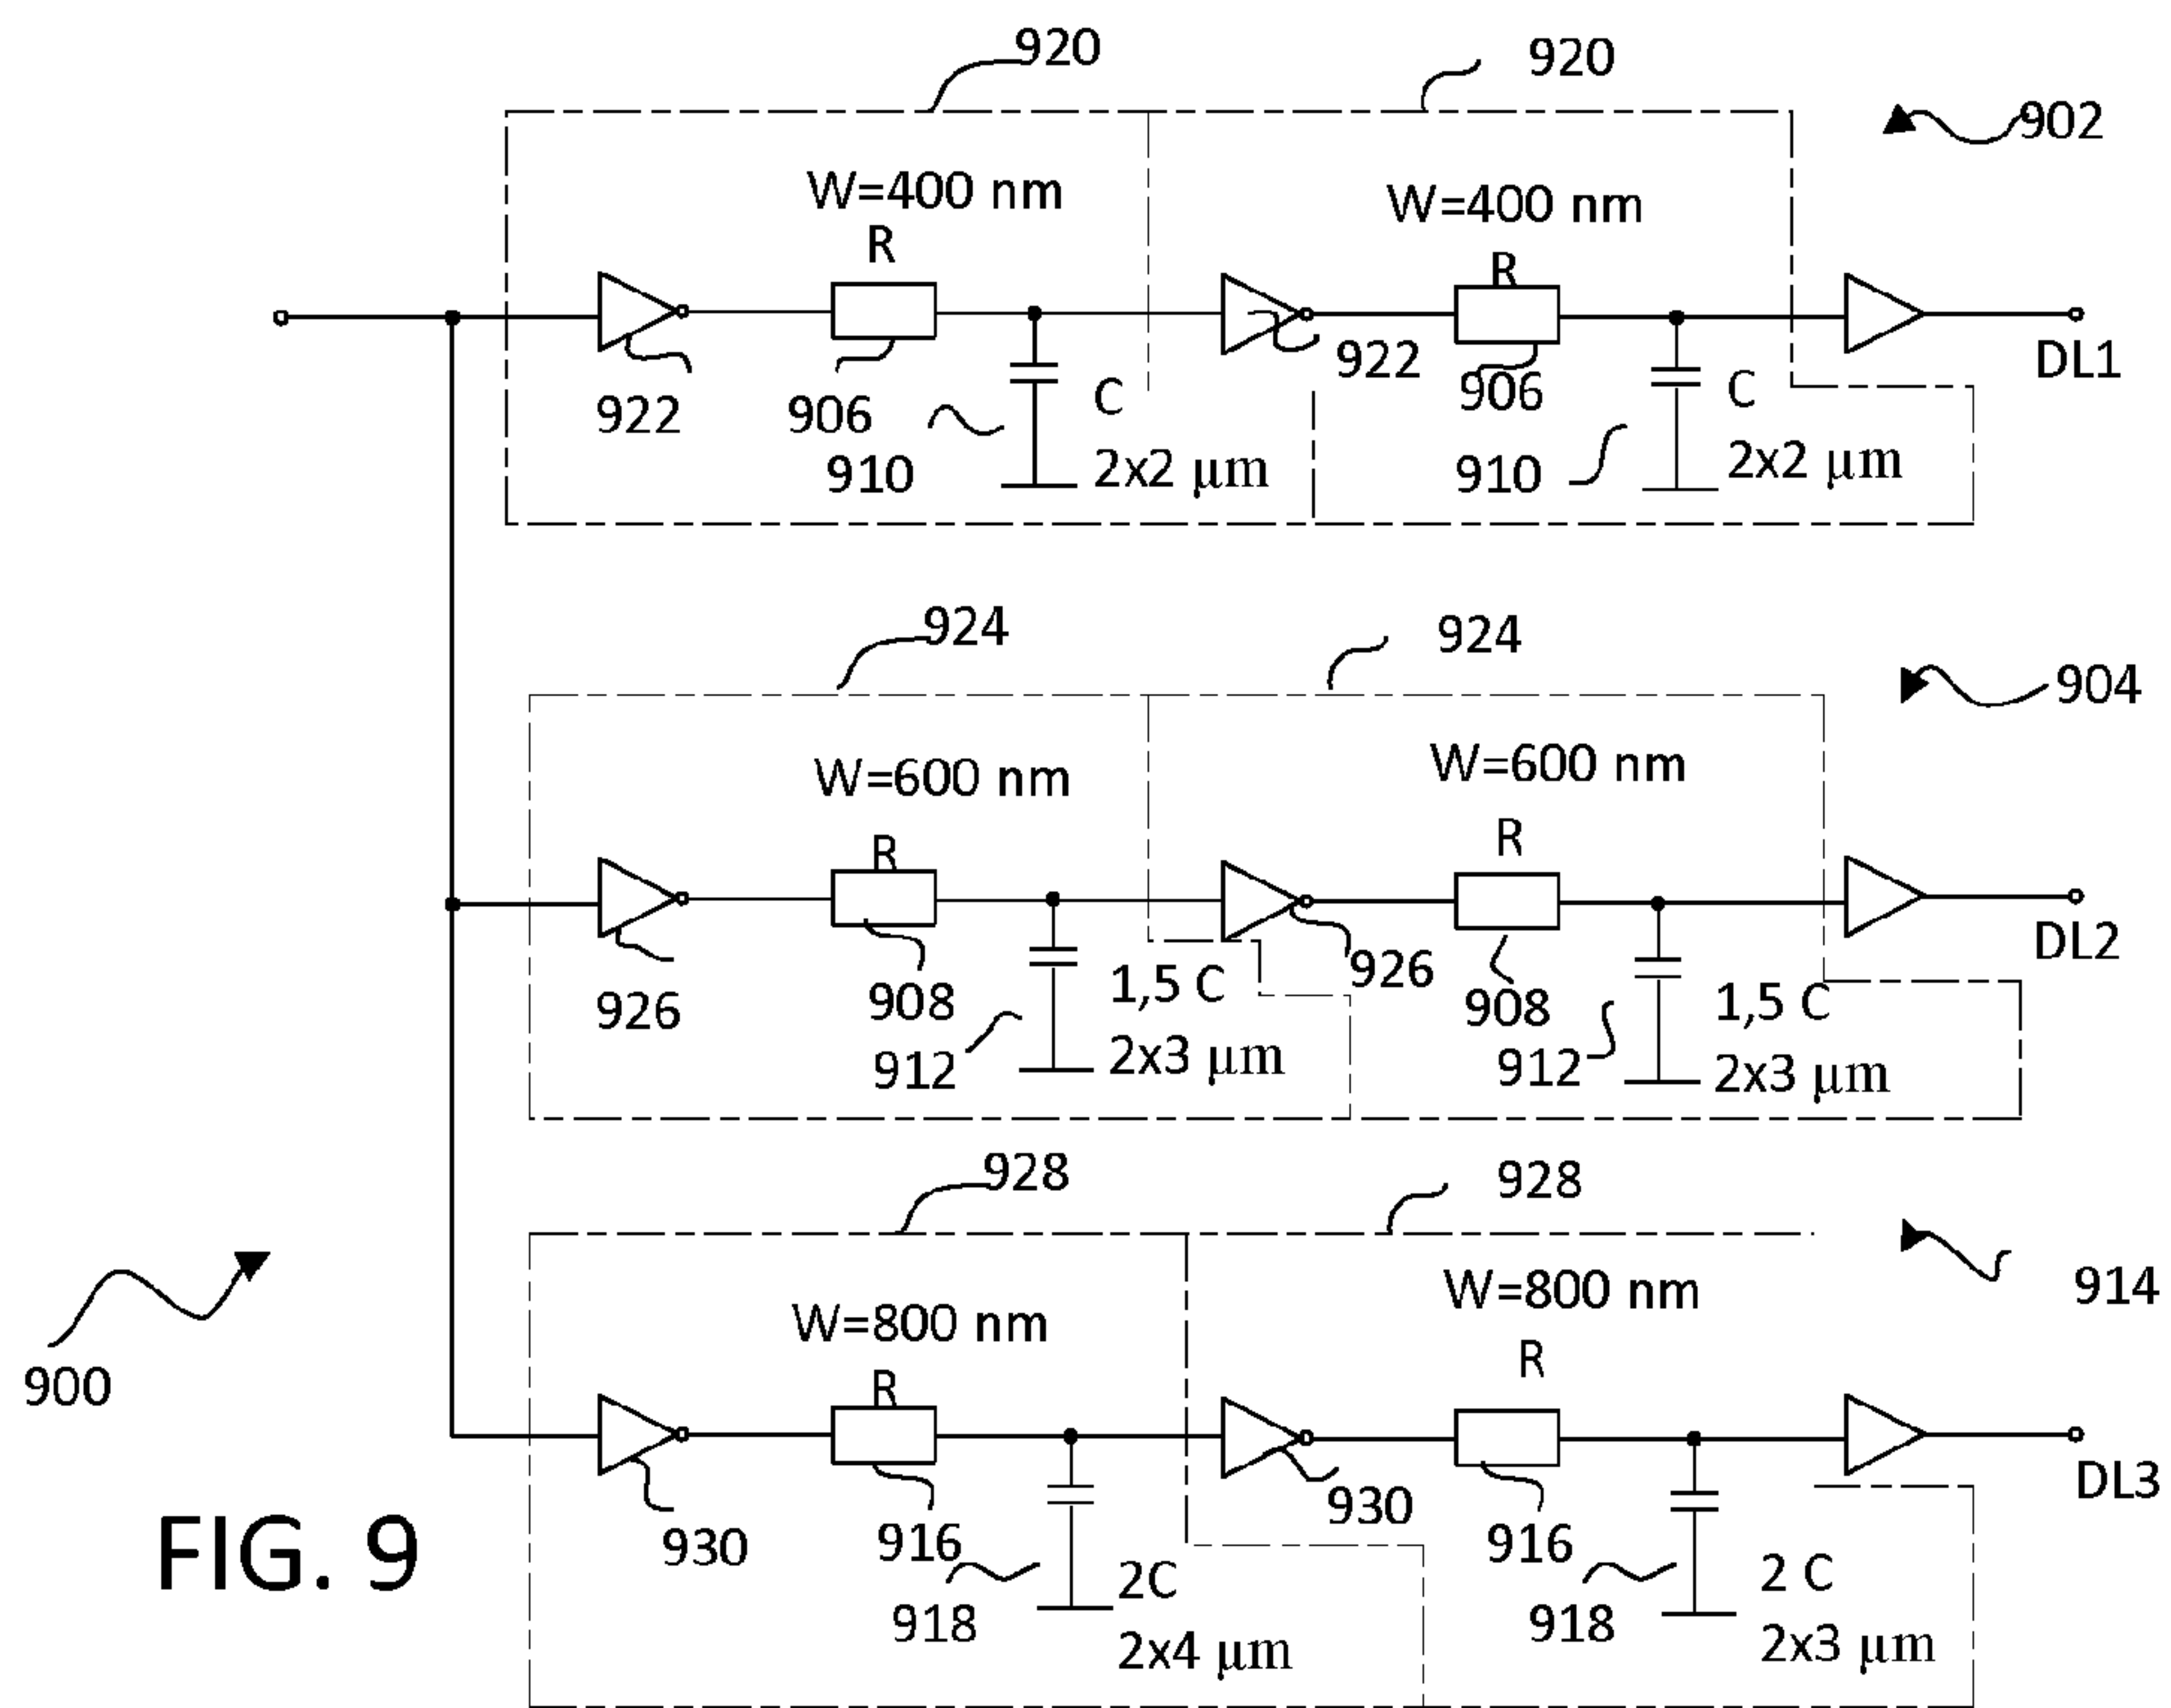 920
920
902
W=400 nm
W=400 nm
R
R
922
906
C
922
906
C
DL1
910
2x2 μm
910
2x2 μm
924
924
904
W=600 nm
W=600 nm
R
R
926
908
1,5 C
926
908
1,5 C
DL2
912
2x3 μm
912
2x3 μm
928
928
914
W=800 nm
W=800 nm
R
R
900
930
916
2C
930
916
2 C
DL3
918
2x4 μm
918
2x3 μm
FIG. 9